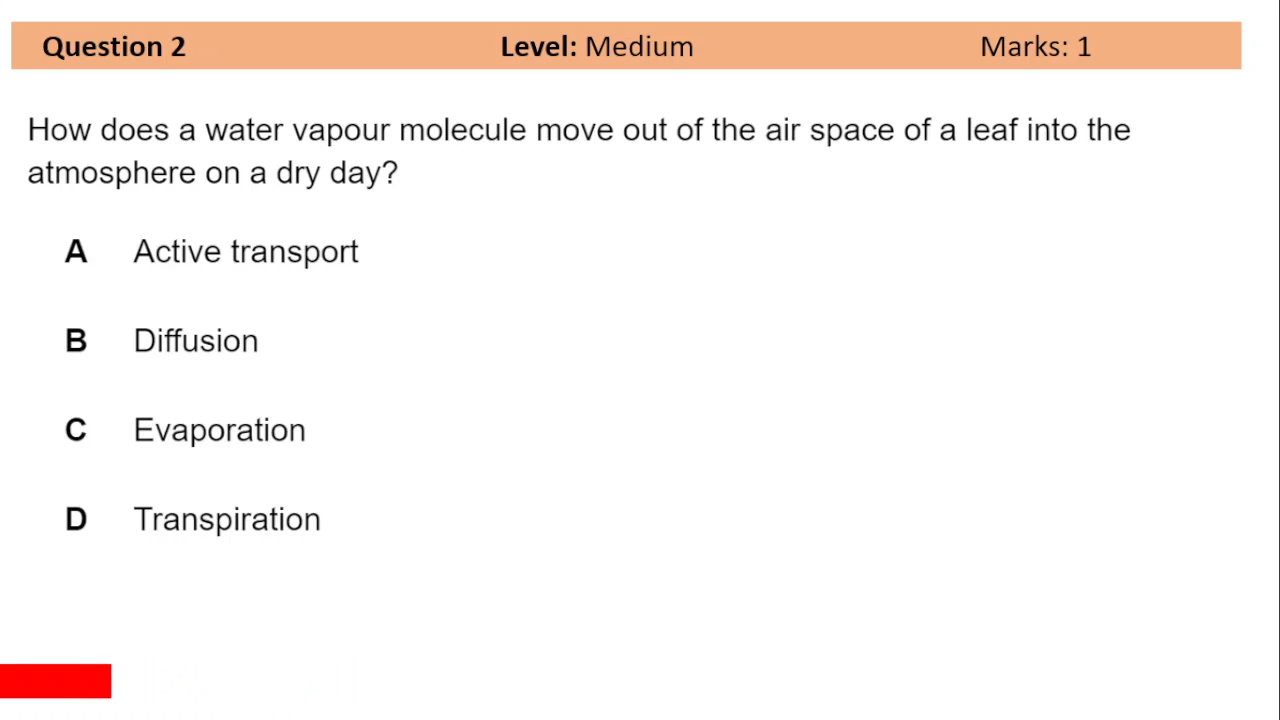 Question 2 Level: Medium Marks: 1
How does a water vapour molecule move out of the air space of a leaf into the
atmosphere on a dry day?
A Active transport
B Diffusion
C Evaporation
D Transpiration